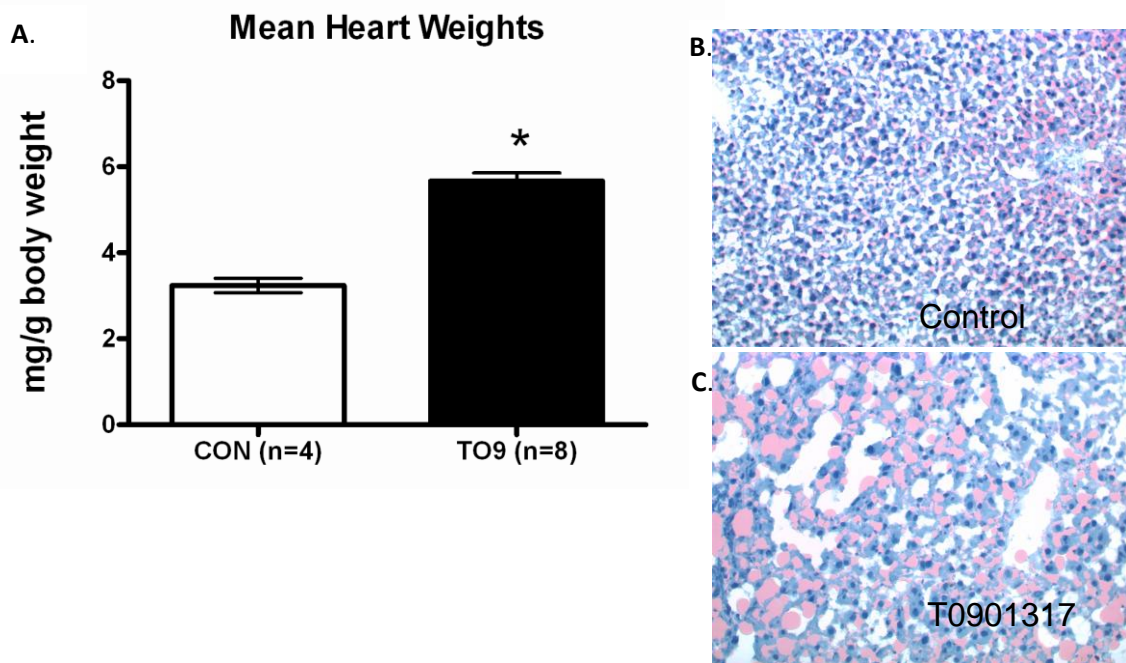 A.
Mean Heart Weights
mg/g body weight
8
6
4
2
0
*
CON (n=4)
TO9 (n=8)
B.
Control
C.
T0901317